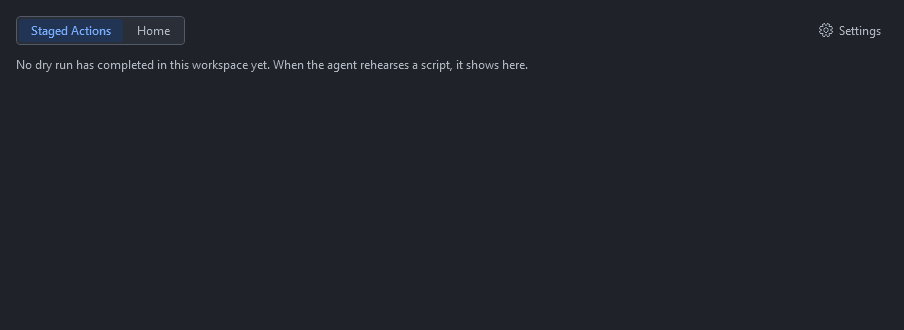 Staged Actions Home Settings
No dry run has completed in this workspace yet. When the agent rehearses a script, it shows here.